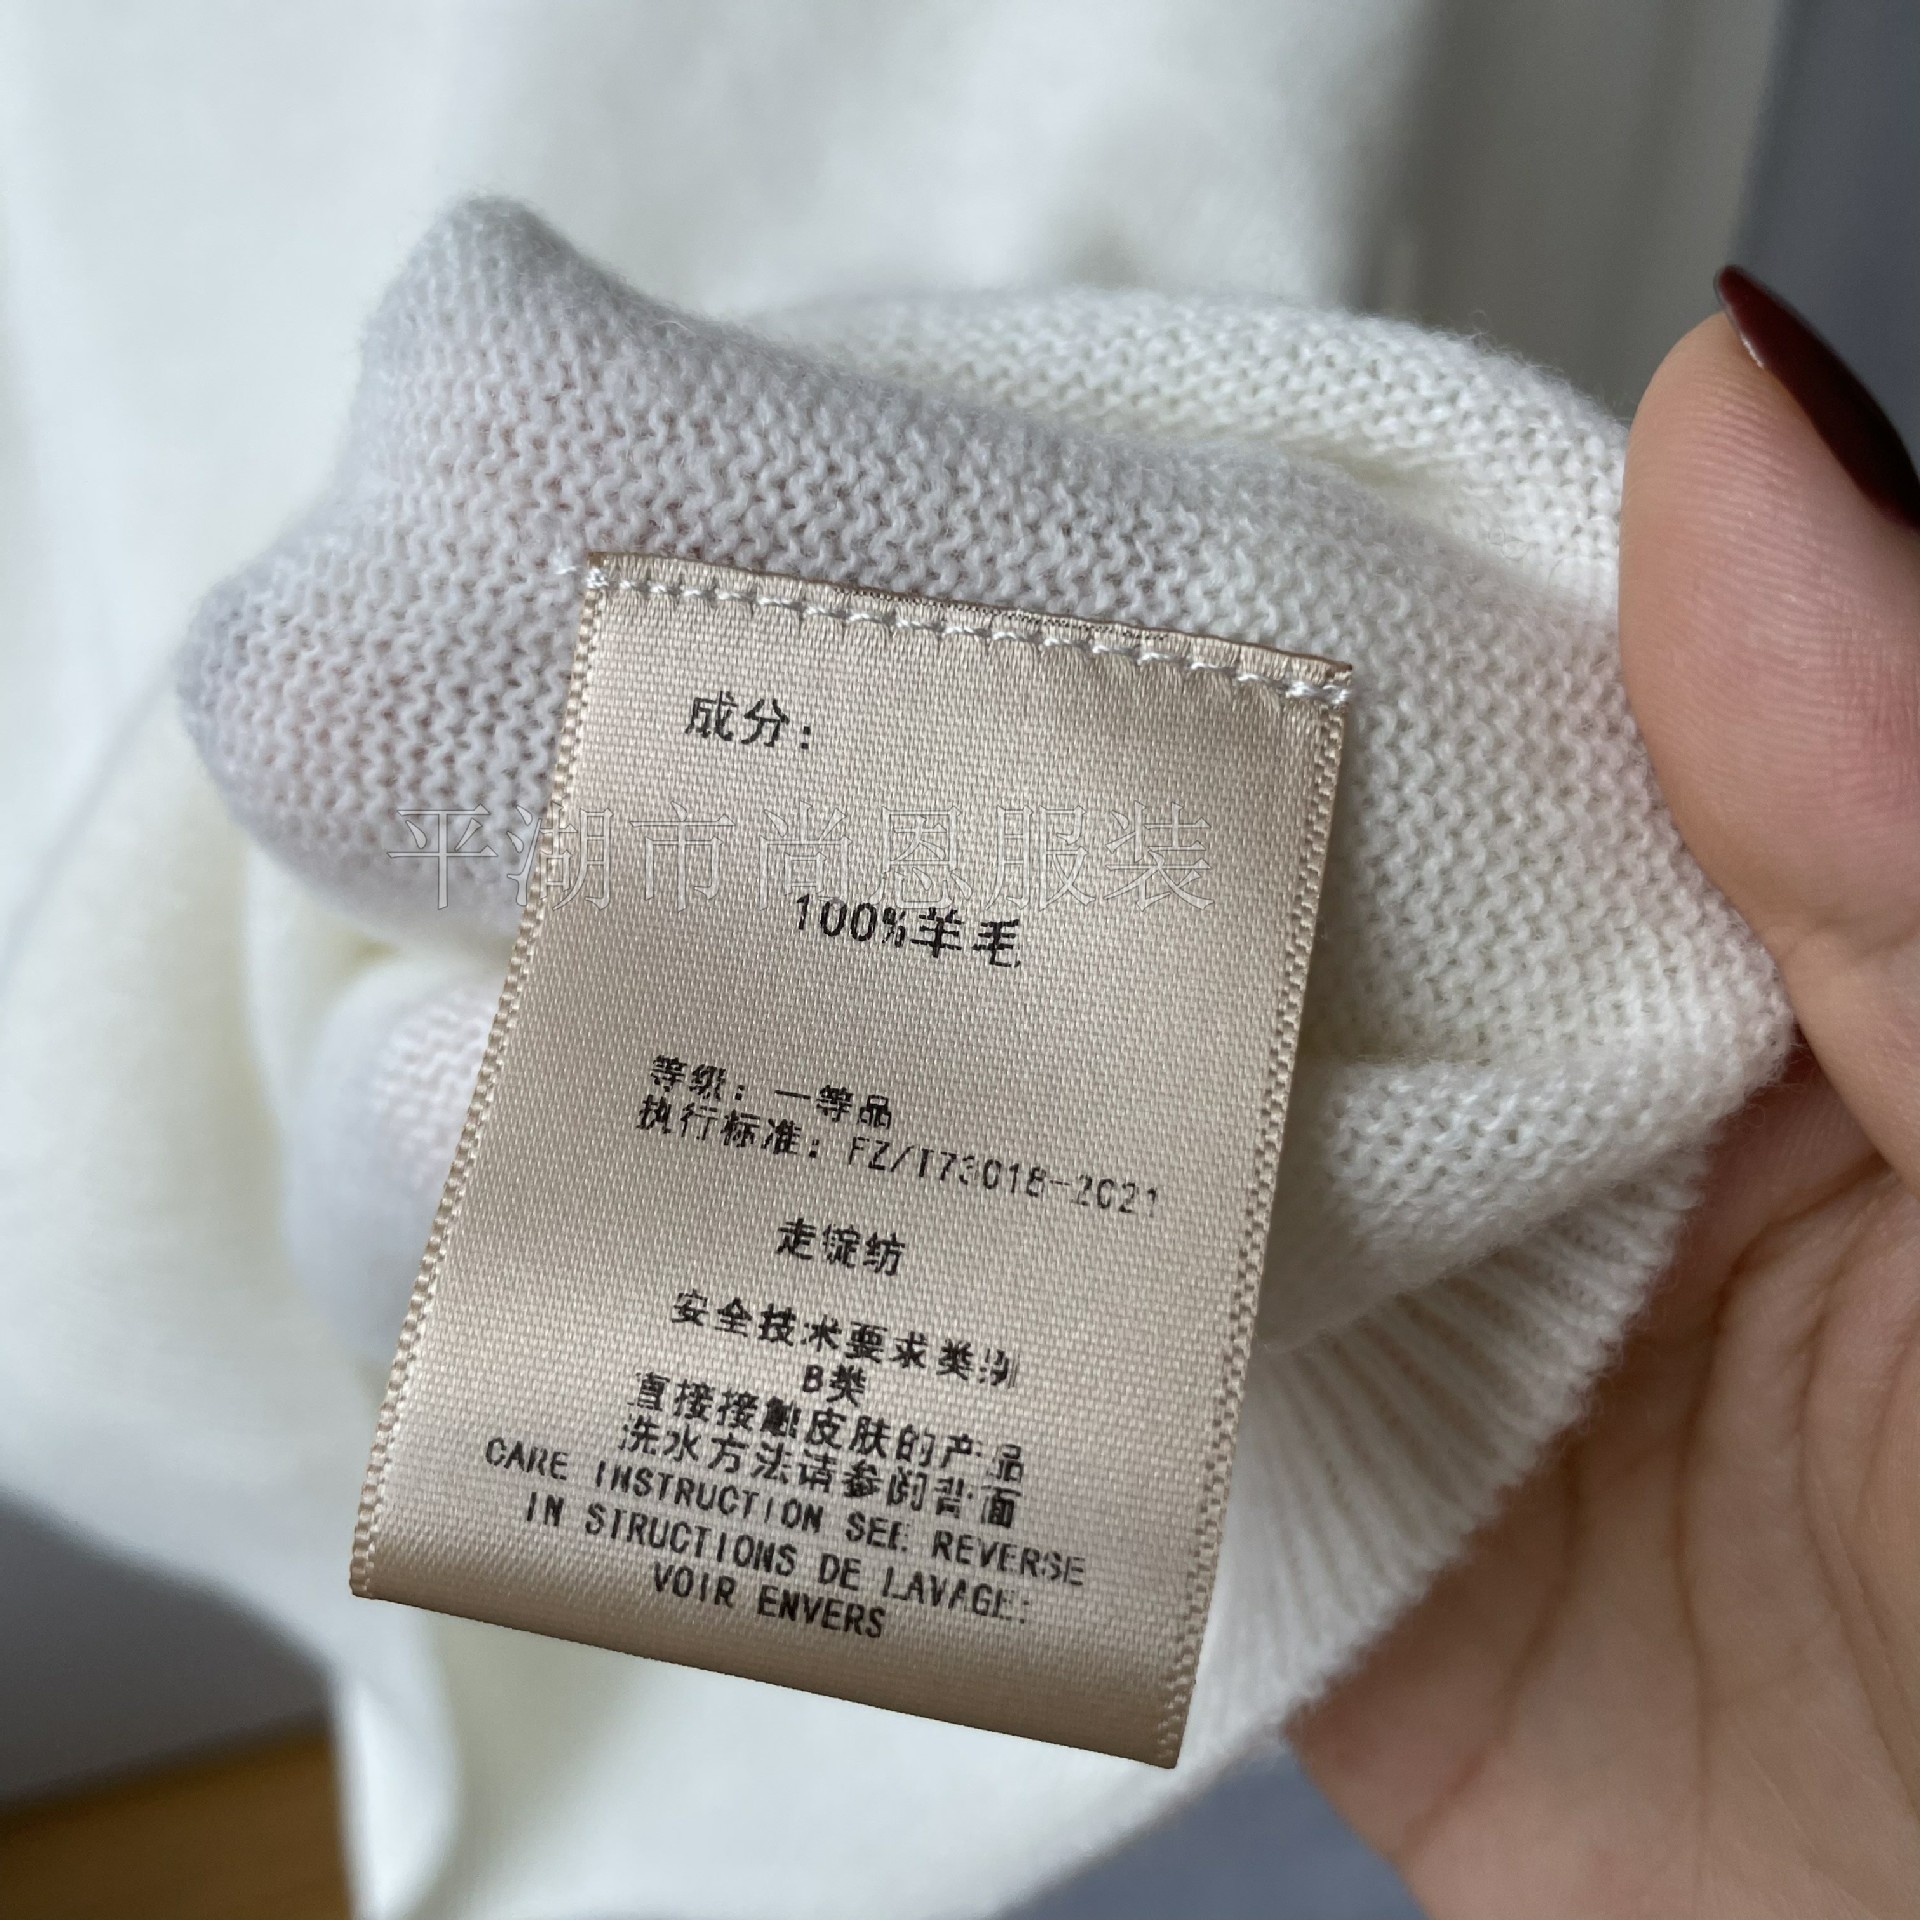 成分：
平湖市尚恩服装
100%羊毛
等级：一等品
执行标准：FZ/T73018-2021
走锭纺
安全技术要求类别
B类
直接接触皮肤的产品
洗水方法请参阅背面
CARE INSTRUCTION SEE REVERSE
IN STRUCTIONS DE LAVAGE:
VOIR ENVERS